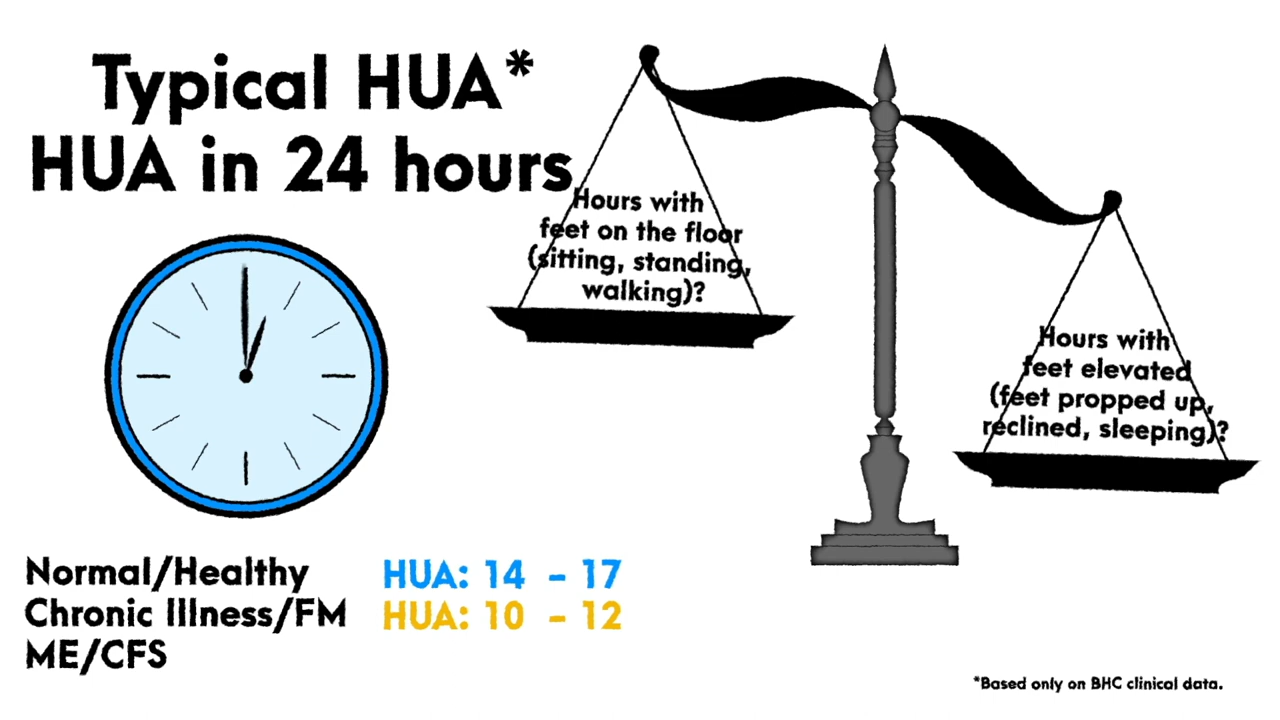 Typical HUA*
HUA in 24 hours
Hours with
feet on the floor
(sitting, standing,
walking)?
Hours with
feet elevated
(feet propped up,
reclined, sleeping)?
Normal/Healthy HUA: 14 - 17
Chronic Illness/FM HUA: 10 - 12
ME/CFS
*Based only on BHC clinical data.